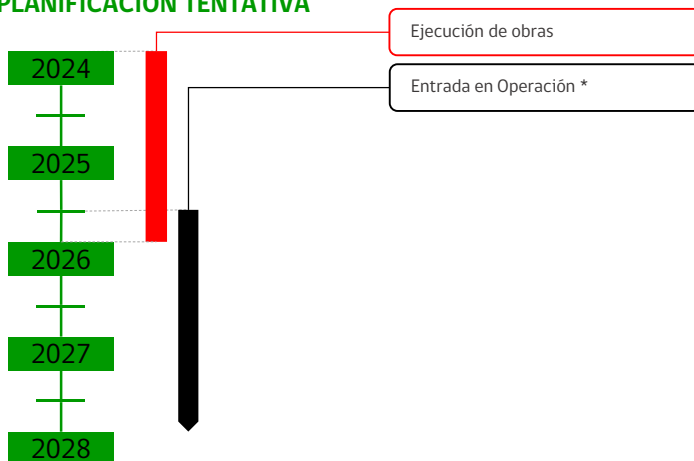 PLANIFICACIÓN TENTATIVA
Ejecución de obras
2024
Entrada en Operación *
2025
2026
2027
2028